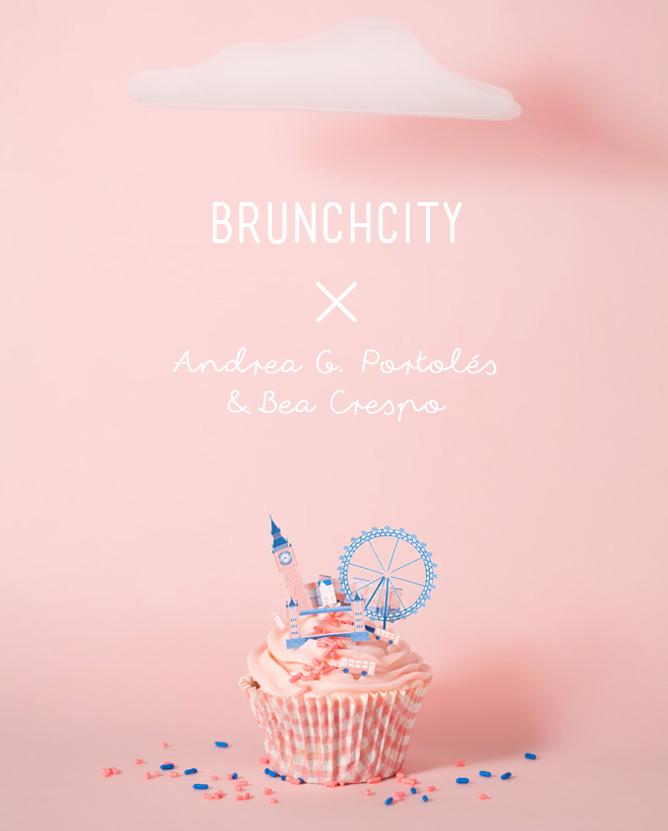 BRUNCHCITY
×
Andrea G. Portolés
& Bea Crespo